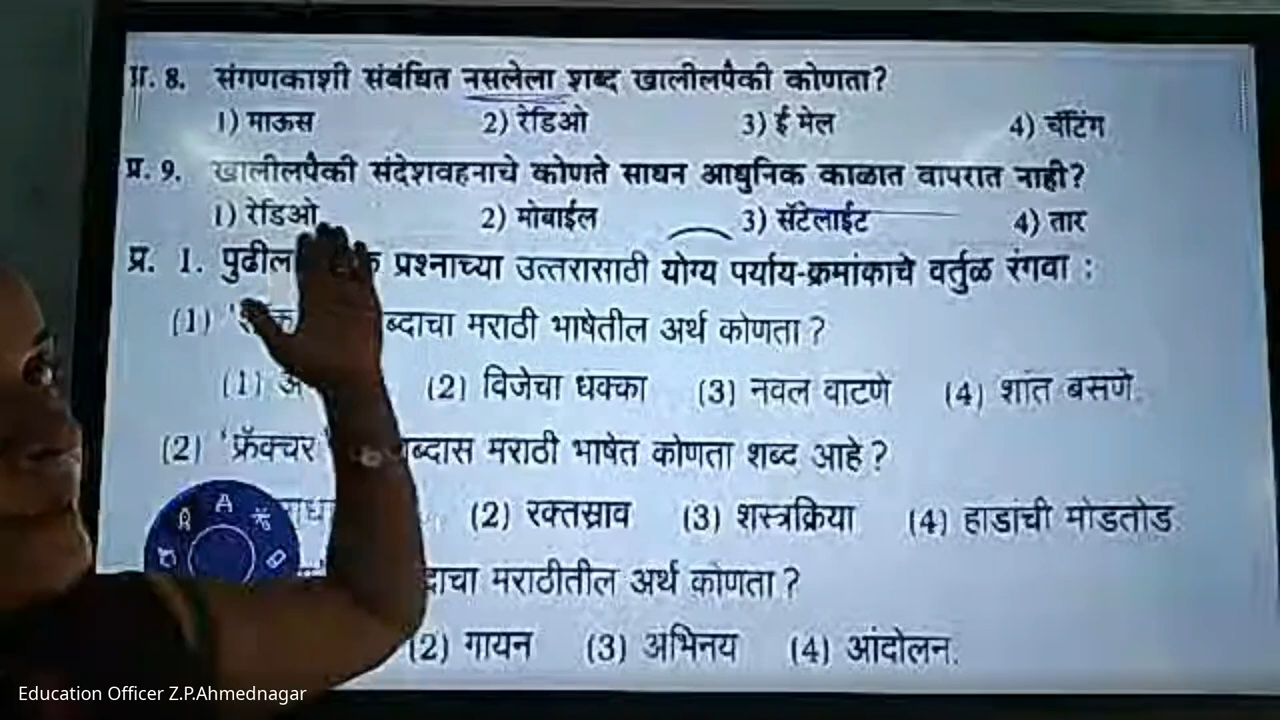 प्र. 8. संगणकाशी संबंधित नसलेला शब्द खालीलपैकी कोणता?
1) माऊस 2) रेडिओ 3) ई मेल 4) चॅटिंग
प्र. 9. खालीलपैकी संदेशवहनाचे कोणते साधन आधुनिक काळात वापरात नाही?
1) रेडिओ 2) मोबाईल 3) सॅटेलाईट 4) तार
प्र. 1. पुढील प्रश्नाच्या उत्तरासाठी योग्य पर्याय-क्रमांकाचे वर्तुळ रंगवा :
(1) ब्दाचा मराठी भाषेतील अर्थ कोणता ?
(1) (2) विजेचा धक्का (3) नवल वाटणे (4) शांत बसणे.
(2) 'फ्रॅक्चर ब्दास मराठी भाषेत कोणता शब्द आहे ?
(2) रक्तस्राव (3) शस्त्रक्रिया (4) हाडांची मोडतोड.
दाचा मराठीतील अर्थ कोणता ?
(2) गायन (3) अभिनय (4) आंदोलन.
Education Officer Z.P.Ahmednagar